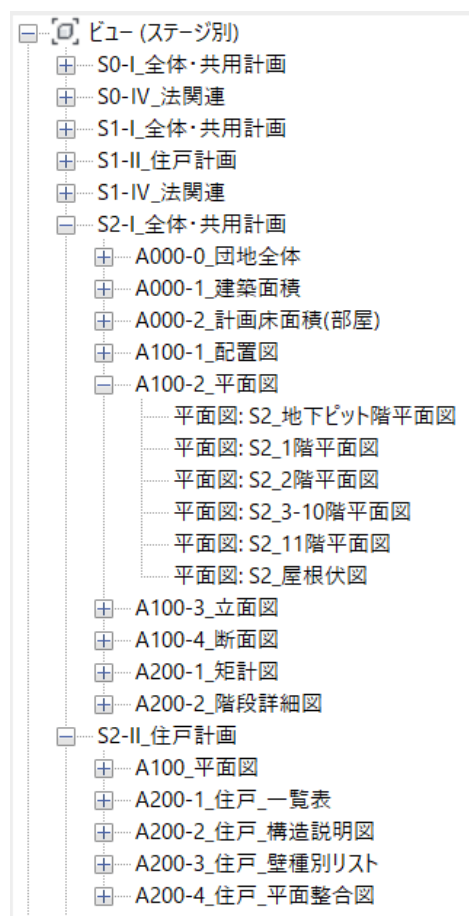 ビュー (ステージ別)
S0-I_全体・共用計画
S0-IV_法関連
S1-I_全体・共用計画
S1-II_住戸計画
S1-IV_法関連
S2-I_全体・共用計画
A000-0_団地全体
A000-1_建築面積
A000-2_計画床面積(部屋)
A100-1_配置図
A100-2_平面図
平面図: S2_地下ピット階平面図
平面図: S2_1階平面図
平面図: S2_2階平面図
平面図: S2_3-10階平面図
平面図: S2_11階平面図
平面図: S2_屋根伏図
A100-3_立面図
A100-4_断面図
A200-1_矩計図
A200-2_階段詳細図
S2-II_住戸計画
A100_平面図
A200-1_住戸_一覧表
A200-2_住戸_構造説明図
A200-3_住戸_壁種別リスト
A200-4_住戸_平面整合図